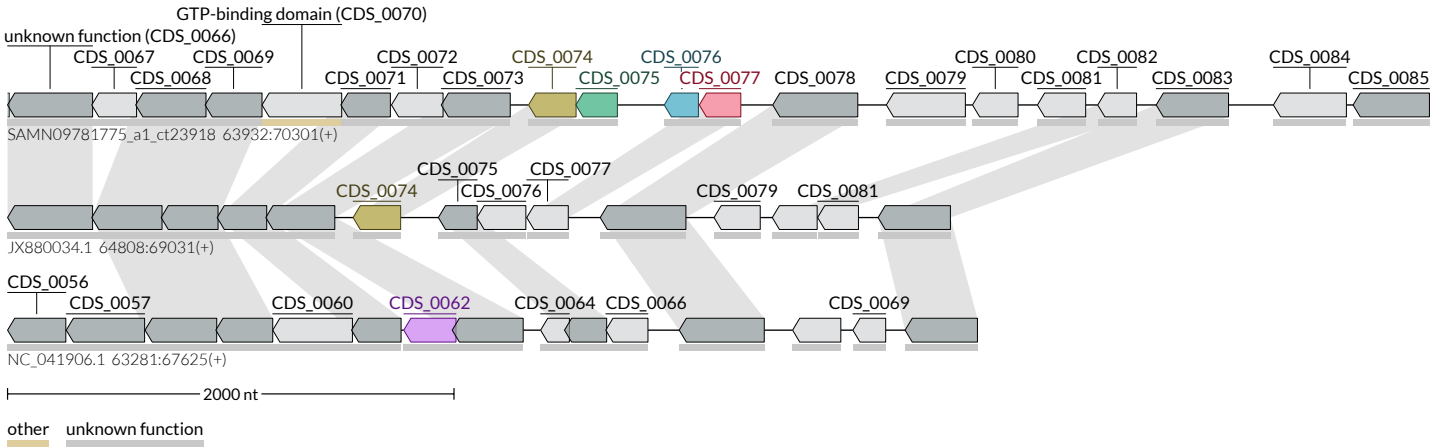 GTP-binding domain (CDS_0070)
unknown function (CDS_0066)
CDS_0067 CDS_0069 CDS_0072 CDS_0074 CDS_0076 CDS_0080 CDS_0082 CDS_0084
CDS_0068 CDS_0071 CDS_0073 CDS_0075 CDS_0077 CDS_0078 CDS_0079 CDS_0081 CDS_0083 CDS_0085
SAMN09781775_a1_ct23918 63932:70301(+)
CDS_0075 CDS_0077
CDS_0074 CDS_0076 CDS_0079 CDS_0081
JX880034.1 64808:69031(+)
CDS_0056
CDS_0057 CDS_0060 CDS_0062 CDS_0064 CDS_0066 CDS_0069
NC_041906.1 63281:67625(+)
2000 nt
other unknown function